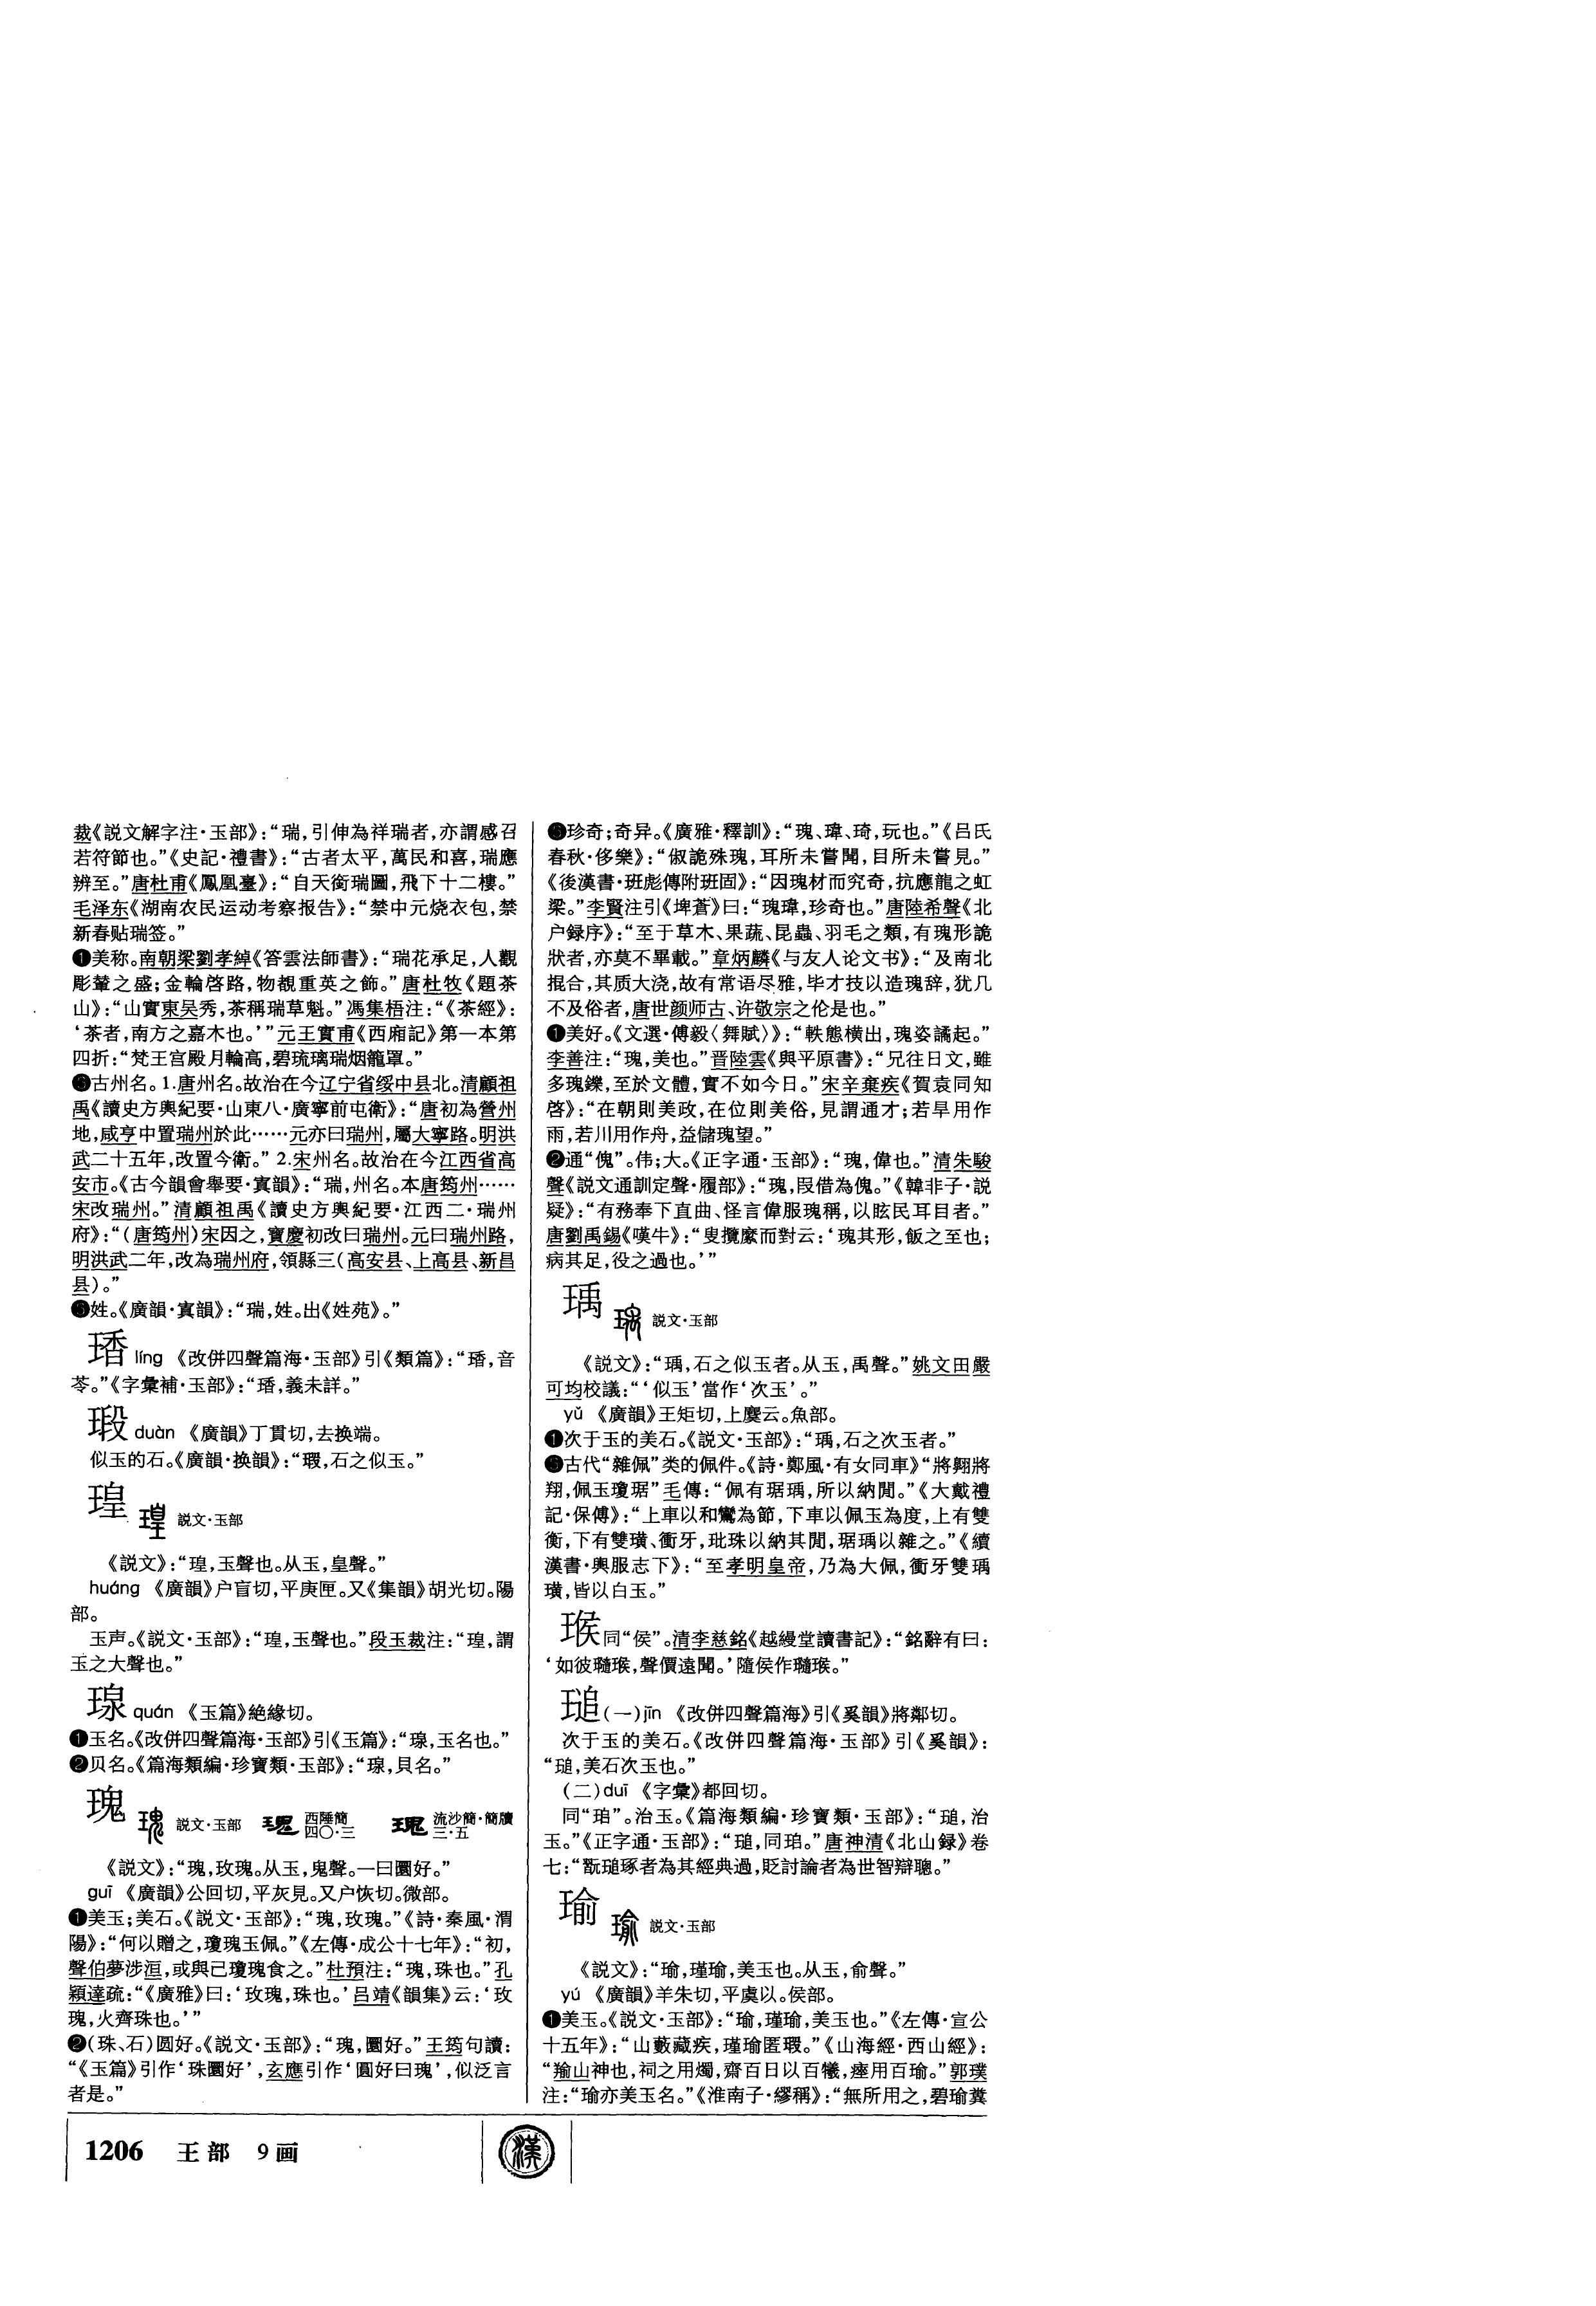 裁《説文解字注·玉部》：“瑞，引伸為祥瑞者，亦謂感召
若符節也。”《史記·禮書》：“古者太平，萬民和喜，瑞應
辨至。”唐杜甫《鳳凰臺》：“自天銜瑞圖，飛下十二樓。”
毛泽东《湖南农民运动考察报告》：“禁中元烧衣包，禁
新春贴瑞签。”
❶美称。南朝梁劉孝綽《答雲法師書》：“瑞花承足，人觀
彫輦之盛；金輪啓路，物覩重英之飾。”唐杜牧《題茶
山》：“山實東吴秀，茶稱瑞草魁。”馮集梧注：“《茶經》：
‘茶者，南方之嘉木也。’”元王實甫《西廂記》第一本第
四折：“梵王宫殿月輪高，碧琉璃瑞烟籠罩。”
❸古州名。1.唐州名。故治在今辽宁省绥中县北。清顧祖
禹《讀史方輿紀要·山東八·廣寧前屯衛》：“唐初為營州
地，咸亨中置瑞州於此……元亦曰瑞州，屬大寧路。明洪
武二十五年，改置今衛。” 2.宋州名。故治在今江西省高
安市。《古今韻會舉要·寘韻》：“瑞，州名。本唐筠州……
宋改瑞州。”清顧祖禹《讀史方輿紀要·江西二·瑞州
府》：“（唐筠州）宋因之，寶慶初改曰瑞州。元曰瑞州路，
明洪武二年，改為瑞州府，領縣三（高安县、上高县、新昌
县）。”
❻姓。《廣韻·寘韻》：“瑞，姓。出《姓苑》。”
líng 《改併四聲篇海·玉部》引《類篇》：“，音
苓。”《字彙補·玉部》：“，義未詳。”
瑖 duàn 《廣韻》丁貫切，去换端。
似玉的石。《廣韻·换韻》：“瑖，石之似玉。”
瑝 説文·玉部
《説文》：“瑝，玉聲也。从玉，皇聲。”
huáng 《廣韻》户盲切，平庚匣。又《集韻》胡光切。陽
部。
玉声。《説文·玉部》：“瑝，玉聲也。”段玉裁注：“瑝，謂
玉之大聲也。”
瑔 quán 《玉篇》絶緣切。
❶玉名。《改併四聲篇海·玉部》引《玉篇》：“瑔，玉名也。”
❷贝名。《篇海類編·珍寶類·玉部》：“瑔，貝名。”
瑰 説文·玉部 西陲簡 四〇·三 流沙簡·簡牘 三·五
《説文》：“瑰，玫瑰。从玉，鬼聲。一曰圜好。”
guī 《廣韻》公回切，平灰見。又户恢切。微部。
❶美玉；美石。《説文·玉部》：“瑰，玫瑰。”《詩·秦風·渭
陽》：“何以贈之，瓊瑰玉佩。”《左傳·成公十七年》：“初，
聲伯夢涉洹，或與己瓊瑰食之。”杜預注：“瑰，珠也。”孔
穎達疏：“《廣雅》曰：‘玫瑰，珠也。’吕靖《韻集》云：‘玫
瑰，火齊珠也。’”
❷（珠、石）圆好。《説文·玉部》：“瑰，圜好。”王筠句讀：
“《玉篇》引作‘珠圜好’，玄應引作‘圓好曰瑰’，似泛言
者是。”
❸珍奇；奇异。《廣雅·釋訓》：“瑰、瑋、琦，玩也。”《吕氏
春秋·侈樂》：“俶詭殊瑰，耳所未嘗聞，目所未嘗見。”
《後漢書·班彪傳附班固》：“因瑰材而究奇，抗應龍之虹
梁。”李賢注引《埤蒼》曰：“瑰瑋，珍奇也。”唐陸希聲《北
户録序》：“至于草木、果蔬、昆蟲、羽毛之類，有瑰形詭
狀者，亦莫不畢載。”章炳麟《与友人论文书》：“及南北
掍合，其质大浇，故有常语尽雅，毕才技以造瑰辞，犹几
不及俗者，唐世颜师古、许敬宗之伦是也。”
❶美好。《文選·傅毅〈舞賦〉》：“軼態横出，瑰姿譎起。”
李善注：“瑰，美也。”晋陸雲《與平原書》：“兄往日文，雖
多瑰鑠，至於文體，實不如今日。”宋辛棄疾《賀袁同知
啓》：“在朝則美政，在位則美俗，見謂通才；若旱用作
雨，若川用作舟，益儲瑰望。”
❷通“傀”。伟；大。《正字通·玉部》：“瑰，偉也。”清朱駿
聲《説文通訓定聲·履部》：“瑰，叚借為傀。”《韓非子·説
疑》：“有務奉下直曲、怪言偉服瑰稱，以眩民耳目者。”
唐劉禹錫《嘆牛》：“叟攬縻而對云：‘瑰其形，飯之至也；
病其足，役之過也。’”
瑀 説文·玉部
《説文》：“瑀，石之似玉者。从玉，禹聲。”姚文田嚴
可均校議：“‘似玉’當作‘次玉’。”
yǔ 《廣韻》王矩切，上麌云。魚部。
❶次于玉的美石。《説文·玉部》：“瑀，石之次玉者。”
❸古代“雜佩”类的佩件。《詩·鄭風·有女同車》“將翱將
翔，佩玉瓊琚”毛傳：“佩有琚瑀，所以納閒。”《大戴禮
記·保傅》：“上車以和鸞為節，下車以佩玉為度，上有雙
衡，下有雙璜、衝牙，玭珠以納其閒，琚瑀以雜之。”《續
漢書·輿服志下》：“至孝明皇帝，乃為大佩，衝牙雙瑀
璜，皆以白玉。”
㺅同“侯”。清李慈銘《越縵堂讀書記》：“銘辭有曰：
‘如彼瓍㺅，聲價遠聞。’隨侯作瓍㺅。”
㻐（一）jīn 《改併四聲篇海》引《奚韻》將鄰切。
次于玉的美石。《改併四聲篇海·玉部》引《奚韻》：
“㻐，美石次玉也。”
（二）duī 《字彙》都回切。
同“㻐”。治玉。《篇海類編·珍寶類·玉部》：“㻐，治
玉。”《正字通·玉部》：“㻐，同。”唐神清《北山録》卷
七：“翫㻐琢者為其經典過，貶討論者為世智辯聰。”
瑜 説文·玉部
《説文》：“瑜，瑾瑜，美玉也。从玉，俞聲。”
yú 《廣韻》羊朱切，平虞以。侯部。
❶美玉。《説文·玉部》：“瑜，瑾瑜，美玉也。”《左傳·宣公
十五年》：“山藪藏疾，瑾瑜匿瑕。”《山海經·西山經》：
“羭山神也，祠之用燭，齋百日以百犧，瘞用百瑜。”郭璞
注：“瑜亦美玉名。”《淮南子·繆稱》：“無所用之，碧瑜糞
1206 王部 9画
漢